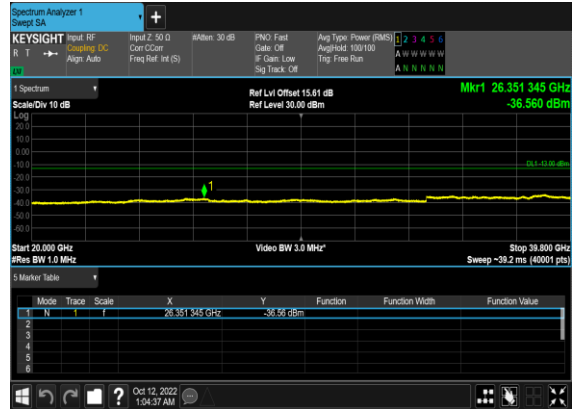 Spectrum Analyzer 1
Swept SA
+
KEYSIGHT Input: RF Input Z: 50 Ω #Atten: 30 dB PNO: Fast Avg Type: Power (RMS) 1 2 3 4 5 6
R T Coupling: DC Corr CCorr Gate: Off Avg|Hold: 100/100 A W W W W W
Align: Auto Freq Ref: Int (S) IF Gain: Low Trig: Free Run
Sig Track: Off A N N N N N
1 Spectrum Ref Lvl Offset 15.61 dB Mkr1 26.351 345 GHz
Scale/Div 10 dB Ref Level 30.00 dBm -36.560 dBm
Log
20.0
10.0
0.00
-10.0 DL1 -13.00 dBm
-20.0
-30.0 1
-40.0
-50.0
-60.0
Start 20.000 GHz Video BW 3.0 MHz* Stop 39.800 GHz
#Res BW 1.0 MHz Sweep ~39.2 ms (40001 pts)
5 Marker Table
Mode Trace Scale X Y Function Function Width Function Value
1 N 1 f 26.351 345 GHz -36.56 dBm
2
3
4
5
6
? Oct 12, 2022
1:04:37 AM